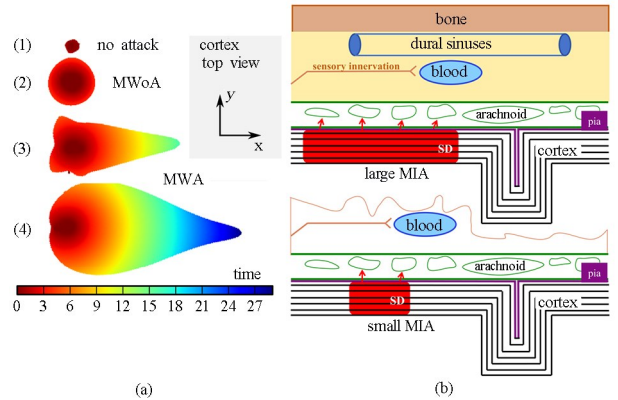 (1)
no attack
(2)
MWoA
(3)
MWA
(4)
cortex
top view
y
x
time
0 3 6 9 12 15 18 21 24 27
(a)
bone
dural sinuses
sensory innervation
blood
arachnoid
pia
SD
cortex
large MIA
blood
arachnoid
pia
SD
cortex
small MIA
(b)